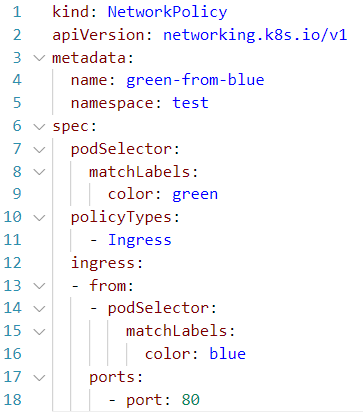 1 kind: NetworkPolicy
2 apiVersion: networking.k8s.io/v1
3 metadata:
4   name: green-from-blue
5   namespace: test
6 spec:
7   podSelector:
8     matchLabels:
9       color: green
10   policyTypes:
11     - Ingress
12   ingress:
13   - from:
14     - podSelector:
15         matchLabels:
16           color: blue
17     ports:
18       - port: 80